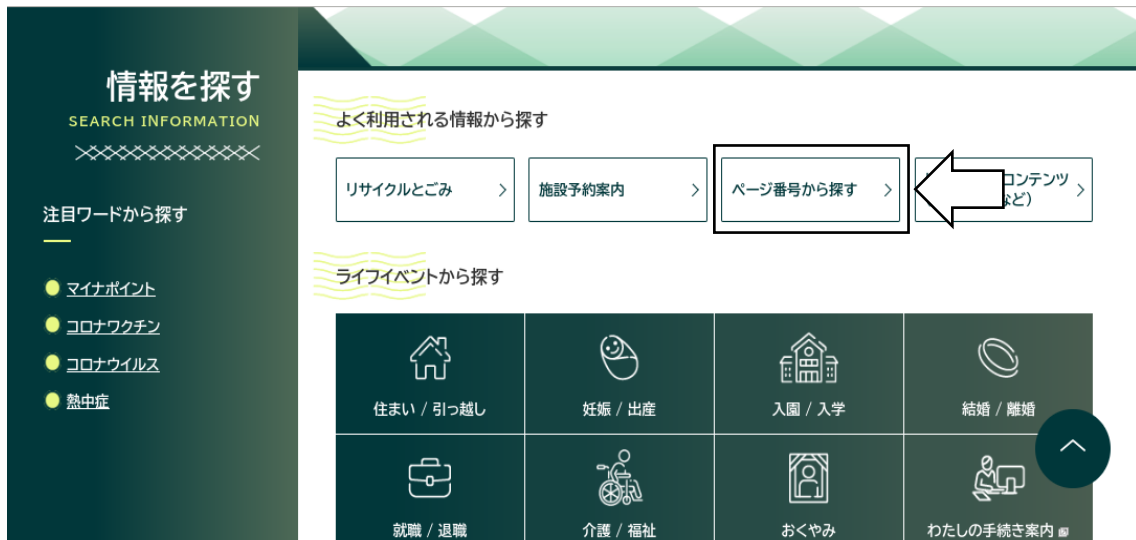 情報を探す
SEARCH INFORMATION
注目ワードから探す
マイナポイント
コロナワクチン
コロナウイルス
熱中症
よく利用される情報から探す
リサイクルとごみ
施設予約案内
ページ番号から探す
コンテンツ
など）
ライフイベントから探す
住まい / 引っ越し
妊娠 / 出産
入園 / 入学
結婚 / 離婚
就職 / 退職
介護 / 福祉
おくやみ
わたしの手続き案内